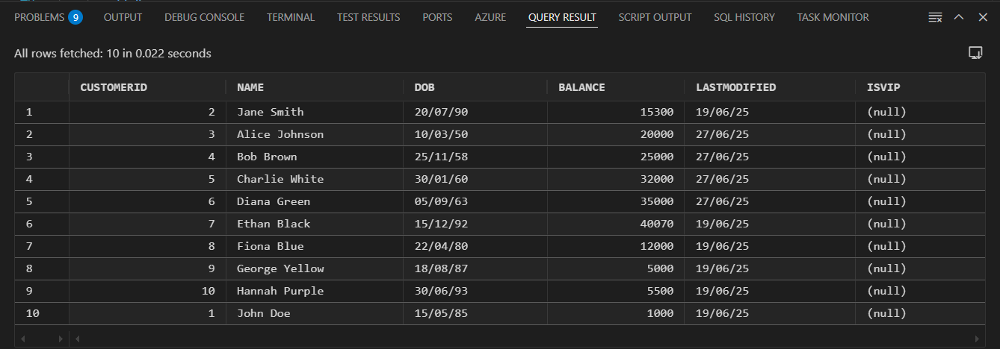 PROBLEMS 9 OUTPUT DEBUG CONSOLE TERMINAL TEST RESULTS PORTS AZURE QUERY RESULT SCRIPT OUTPUT SQL HISTORY TASK MONITOR
All rows fetched: 10 in 0.022 seconds
CUSTOMERID NAME DOB BALANCE LASTMODIFIED ISVIP
1 2 Jane Smith 20/07/90 15300 19/06/25 (null)
2 3 Alice Johnson 10/03/50 20000 27/06/25 (null)
3 4 Bob Brown 25/11/58 25000 27/06/25 (null)
4 5 Charlie White 30/01/60 32000 27/06/25 (null)
5 6 Diana Green 05/09/63 35000 27/06/25 (null)
6 7 Ethan Black 15/12/92 40070 19/06/25 (null)
7 8 Fiona Blue 22/04/80 12000 19/06/25 (null)
8 9 George Yellow 18/08/87 5000 19/06/25 (null)
9 10 Hannah Purple 30/06/93 5500 19/06/25 (null)
10 1 John Doe 15/05/85 1000 19/06/25 (null)